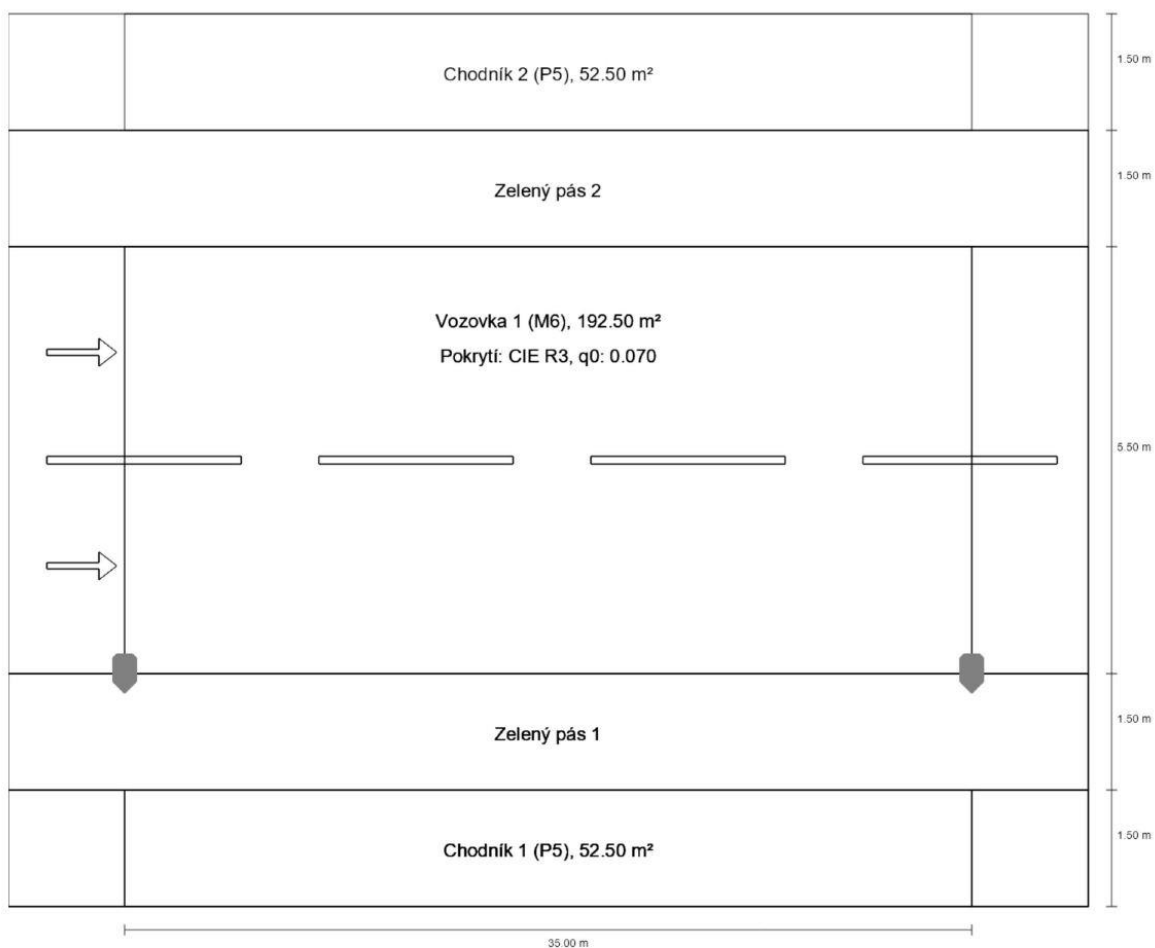 Chodník 2 (P5), 52.50 m²
1.50 m
Zelený pás 2
1.50 m
Vozovka 1 (M6), 192.50 m²
Pokrytí: CIE R3, q0: 0.070
5.50 m
Zelený pás 1
1.50 m
Chodník 1 (P5), 52.50 m²
1.50 m
35.00 m